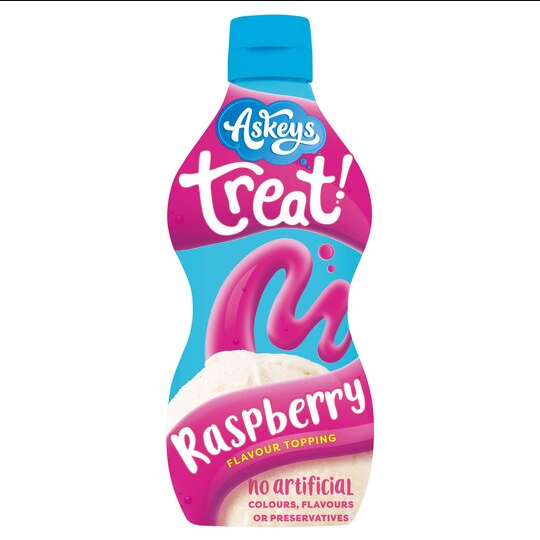 Askeys
treat!
Raspberry
FLAVOUR TOPPING
no artificial
COLOURS, FLAVOURS
OR PRESERVATIVES